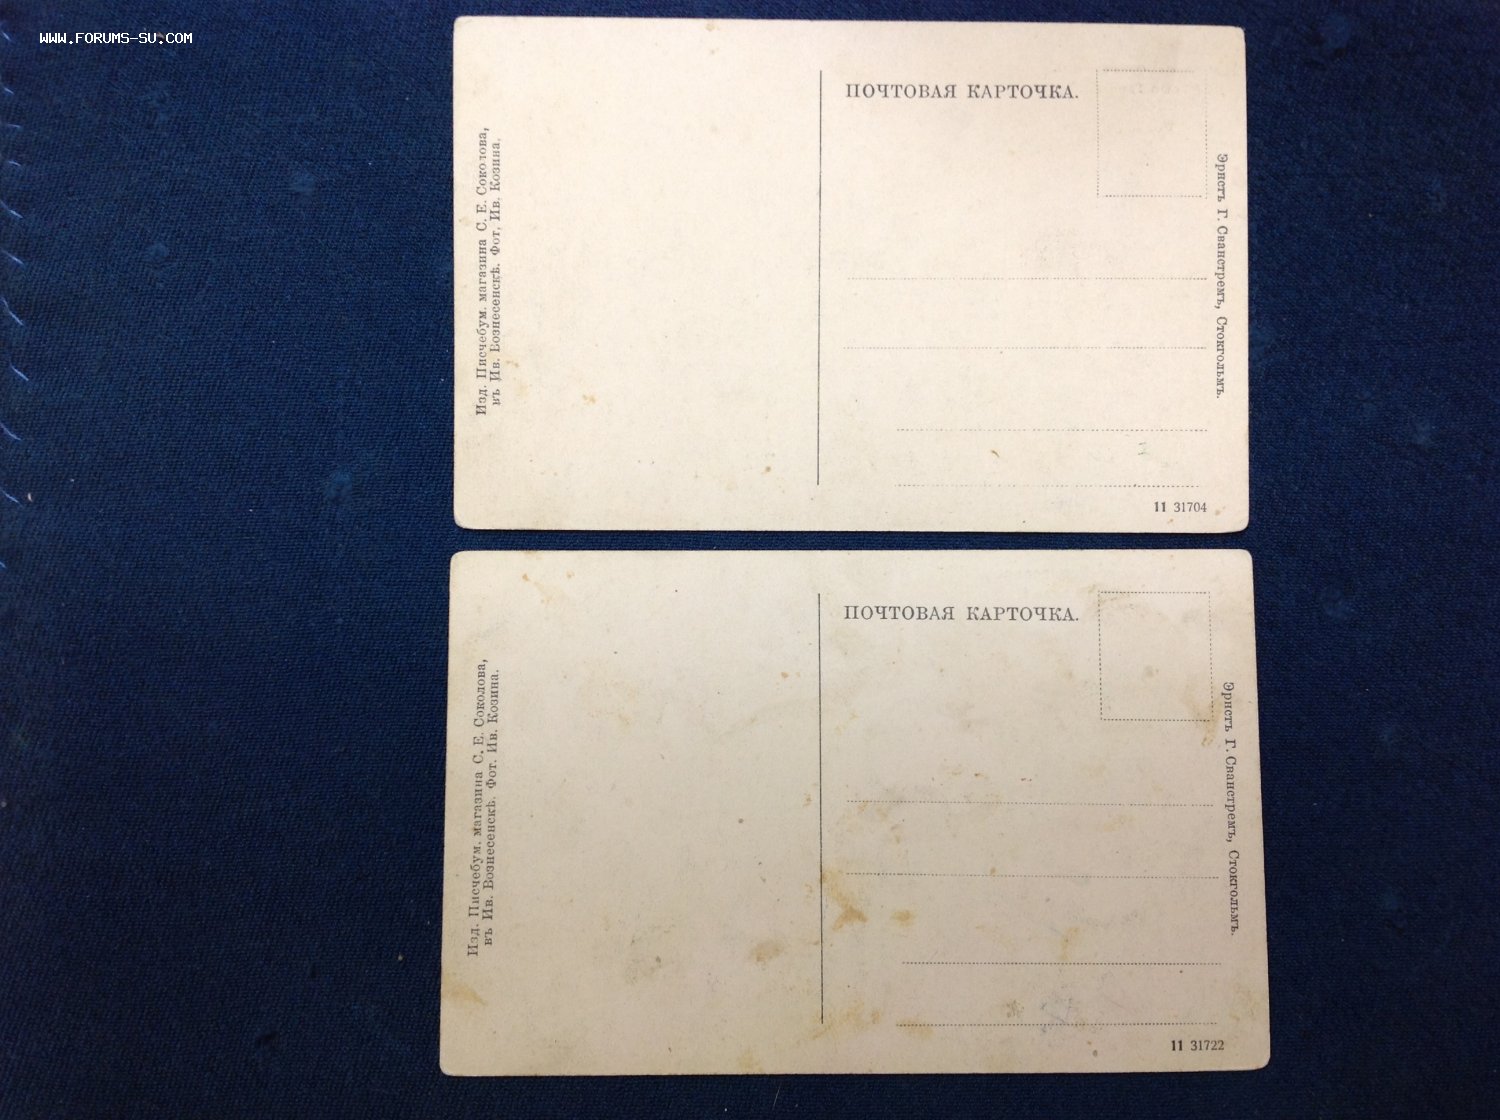 WWW.FORUMS-SU.COM
Изд. Писчебум. магазина С. Е. Соколова,
въ Ив. Вознесенскѣ. Фот. Ив. Козина.
ПОЧТОВАЯ КАРТОЧКА.
Эрнстъ Г. Сванстремъ, Стокгольмъ.
11 31704
Изд. Писчебум. магазина С. Е. Соколова,
въ Ив. Вознесенскѣ. Фот. Ив. Козина.
ПОЧТОВАЯ КАРТОЧКА.
Эрнстъ Г. Сванстремъ, Стокгольмъ.
11 31722